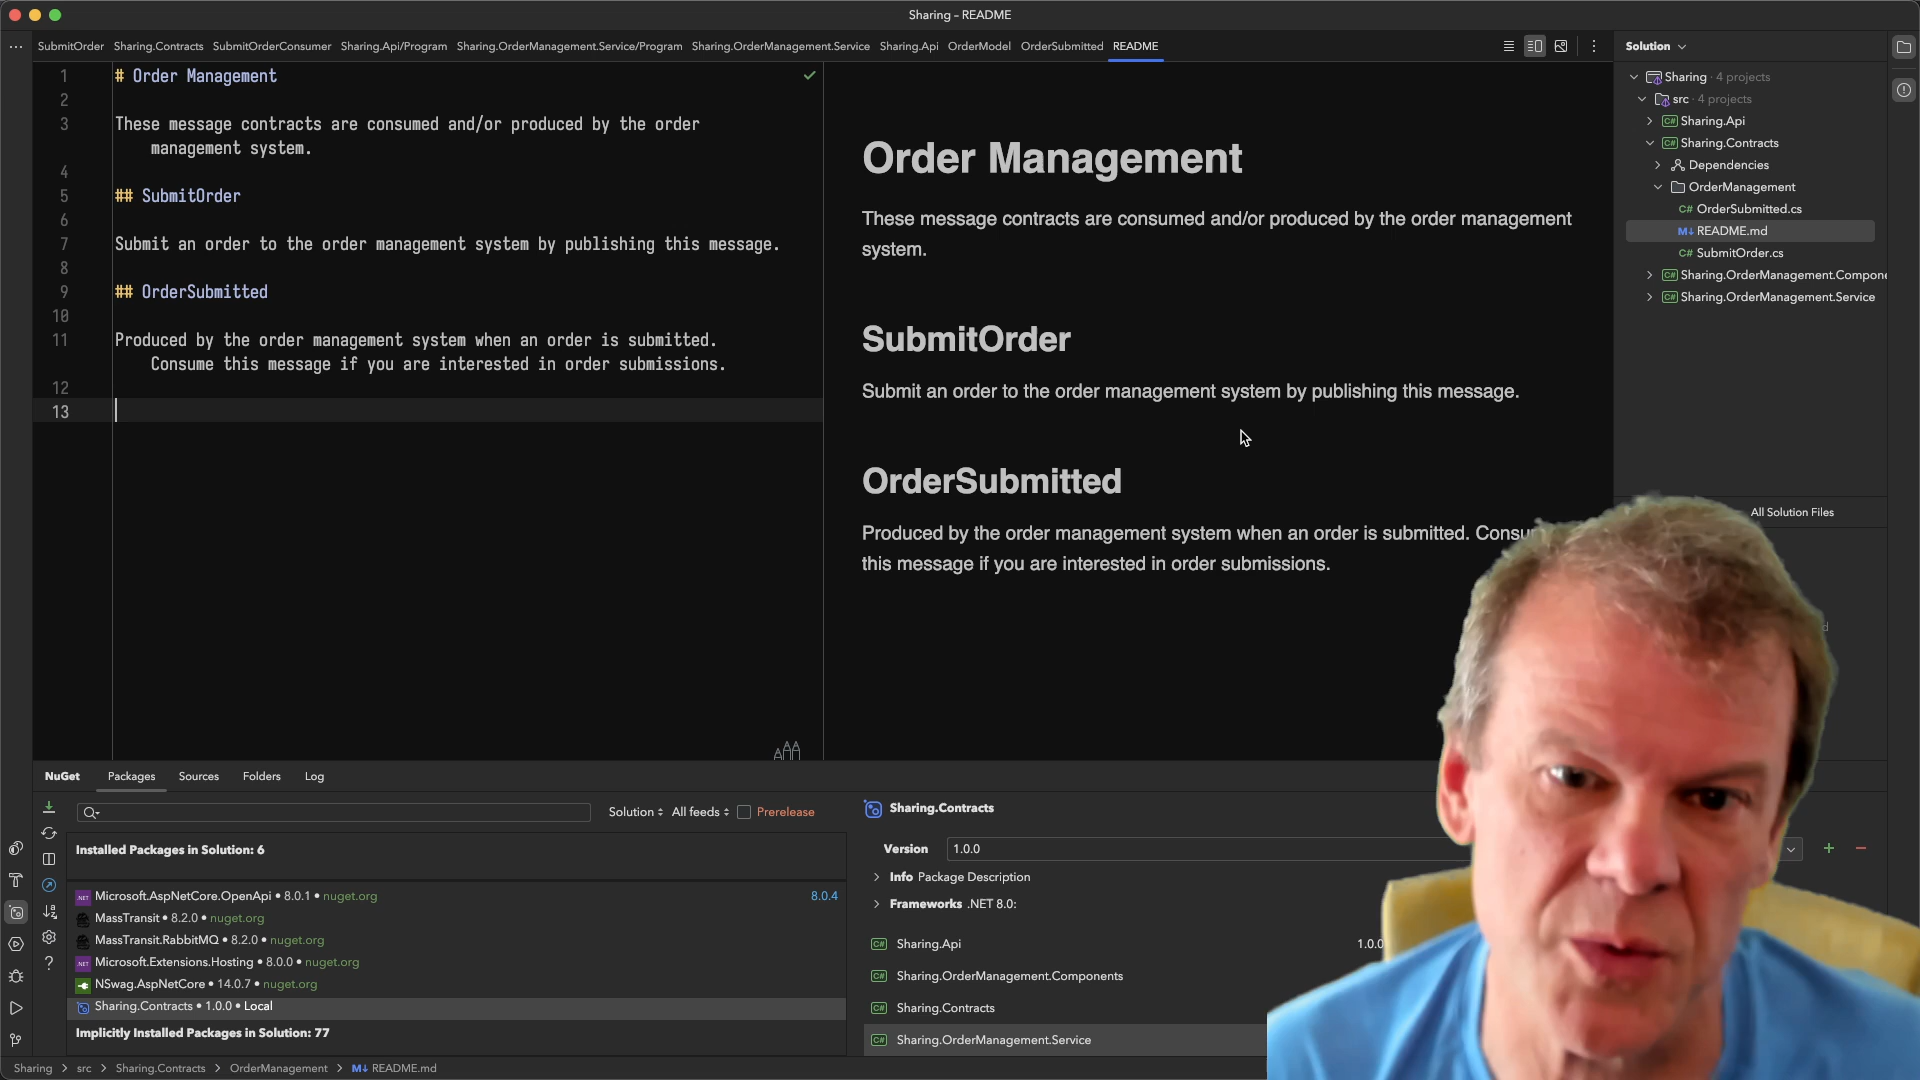 Sharing – README
SubmitOrder Sharing.Contracts SubmitOrderConsumer Sharing.Api/Program Sharing.OrderManagement.Service/Program Sharing.OrderManagement.Service Sharing.Api OrderModel OrderSubmitted README
1 # Order Management
2
3 These message contracts are consumed and/or produced by the order
management system.
4
5 ## SubmitOrder
6
7 Submit an order to the order management system by publishing this message.
8
9 ## OrderSubmitted
10
11 Produced by the order management system when an order is submitted.
Consume this message if you are interested in order submissions.
12
13
Order Management
These message contracts are consumed and/or produced by the order management
system.
SubmitOrder
Submit an order to the order management system by publishing this message.
OrderSubmitted
Produced by the order management system when an order is submitted. Consu
this message if you are interested in order submissions.
Solution
Sharing · 4 projects
src · 4 projects
C# Sharing.Api
C# Sharing.Contracts
Dependencies
OrderManagement
C# OrderSubmitted.cs
M↓ README.md
C# SubmitOrder.cs
C# Sharing.OrderManagement.Compone
C# Sharing.OrderManagement.Service
All Solution Files
NuGet Packages Sources Folders Log
Solution All feeds Prerelease
Installed Packages in Solution: 6
Microsoft.AspNetCore.OpenApi • 8.0.1 • nuget.org 8.0.4
MassTransit • 8.2.0 • nuget.org
MassTransit.RabbitMQ • 8.2.0 • nuget.org
Microsoft.Extensions.Hosting • 8.0.0 • nuget.org
NSwag.AspNetCore • 14.0.7 • nuget.org
Sharing.Contracts • 1.0.0 • Local
Implicitly Installed Packages in Solution: 77
Sharing.Contracts
Version 1.0.0
Info Package Description
Frameworks .NET 8.0:
C# Sharing.Api 1.0.0
C# Sharing.OrderManagement.Components
C# Sharing.Contracts
C# Sharing.OrderManagement.Service
Sharing > src > Sharing.Contracts > OrderManagement > M↓ README.md